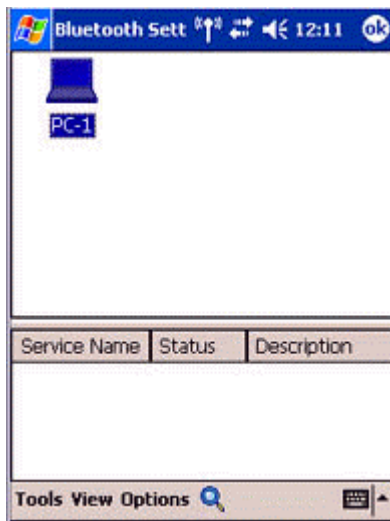 Bluetooth Sett 12:11 ok
PC-1
Service Name Status Description
Tools View Options